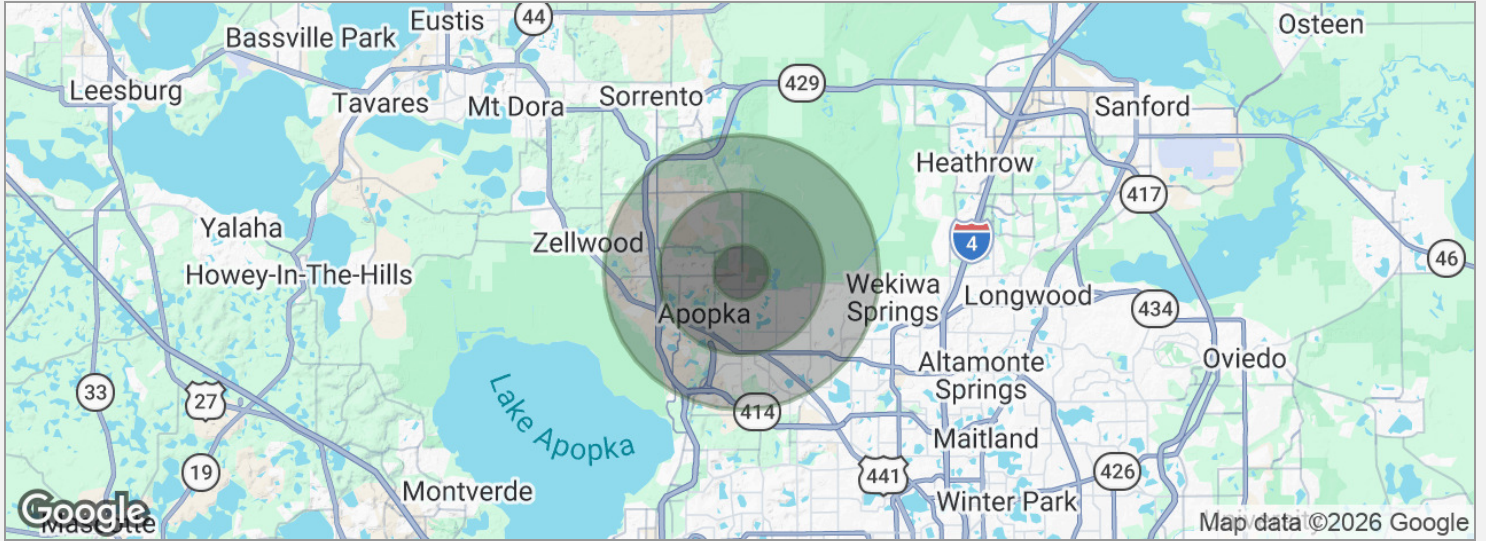 Eustis
44
Osteen
Bassville Park
Leesburg
Tavares
Mt Dora
Sorrento
429
Sanford
Heathrow
417
Yalaha
Zellwood
4
46
Howey-In-The-Hills
Wekiwa
Springs
Longwood
434
Apopka
Oviedo
Altamonte
Springs
33
27
414
Lake Apopka
Maitland
19
441
426
Montverde
Winter Park
Google
Mascotte
Map data ©2026 Google